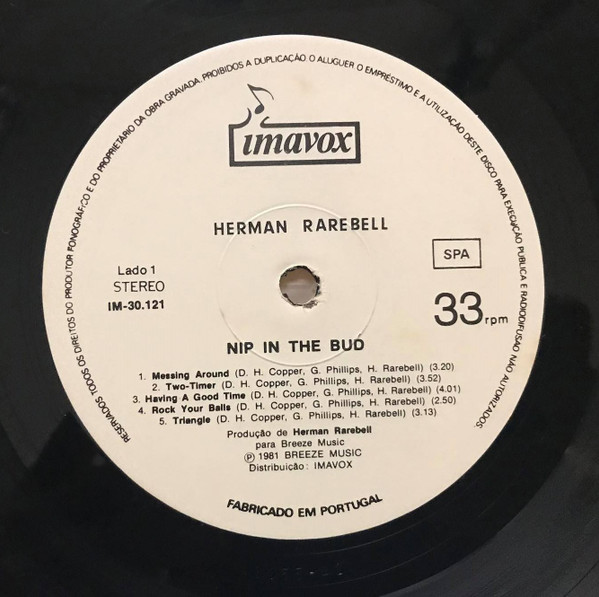 RESERVADOS TODOS OS DIREITOS DO PRODUTOR FONOGRÁFICO E DO PROPRIETÁRIO DA OBRA GRAVADA. PROIBIDOS A DUPLICAÇÃO. O ALUGUER O EMPRÉSTIMO E A UTILIZAÇÃO DESTE DISCO PARA EXECUÇÃO PÚBLICA E RADIODIFUSÃO NÃO AUTORIZADOS.
imavox
HERMAN RAREBELL
Lado 1
STEREO
IM-30.121
SPA
33 rpm
NIP IN THE BUD
1. Messing Around (D. H. Copper, G. Phillips, H. Rarebell) (3.20)
2. Two-Timer (D. H. Copper, G. Phillips, H. Rarebell) (3.52)
3. Having A Good Time (D. H. Copper, G. Phillips, H. Rarebell) (4.01)
4. Rock Your Balls (D. H. Copper, G. Phillips, H. Rarebell) (2.50)
5. Triangle (D. H. Copper, G. Phillips, H. Rarebell) (3.13)
Produção de Herman Rarebell
para Breeze Music
Ⓟ 1981 BREEZE MUSIC
Distribuição: IMAVOX
FABRICADO EM PORTUGAL